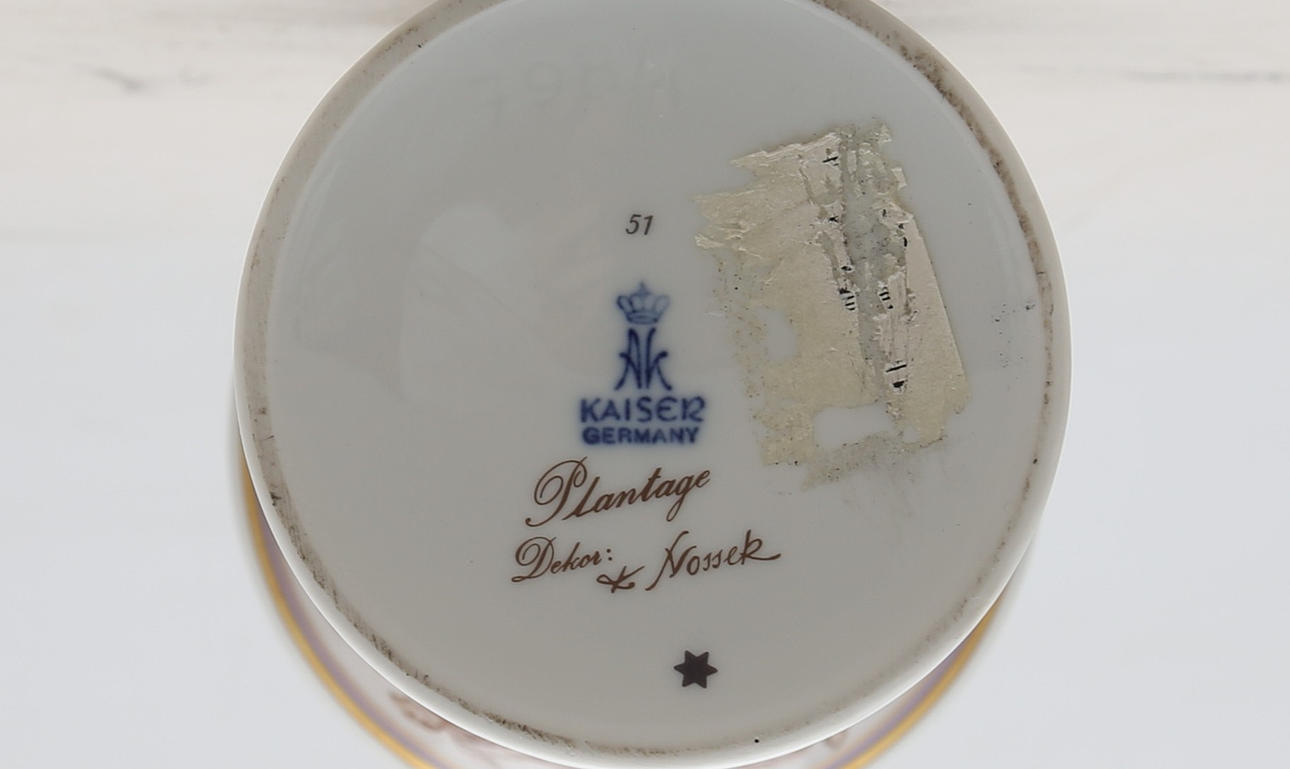 51
AK
KAISER
GERMANY
Plantage
Dekor: K Nossek